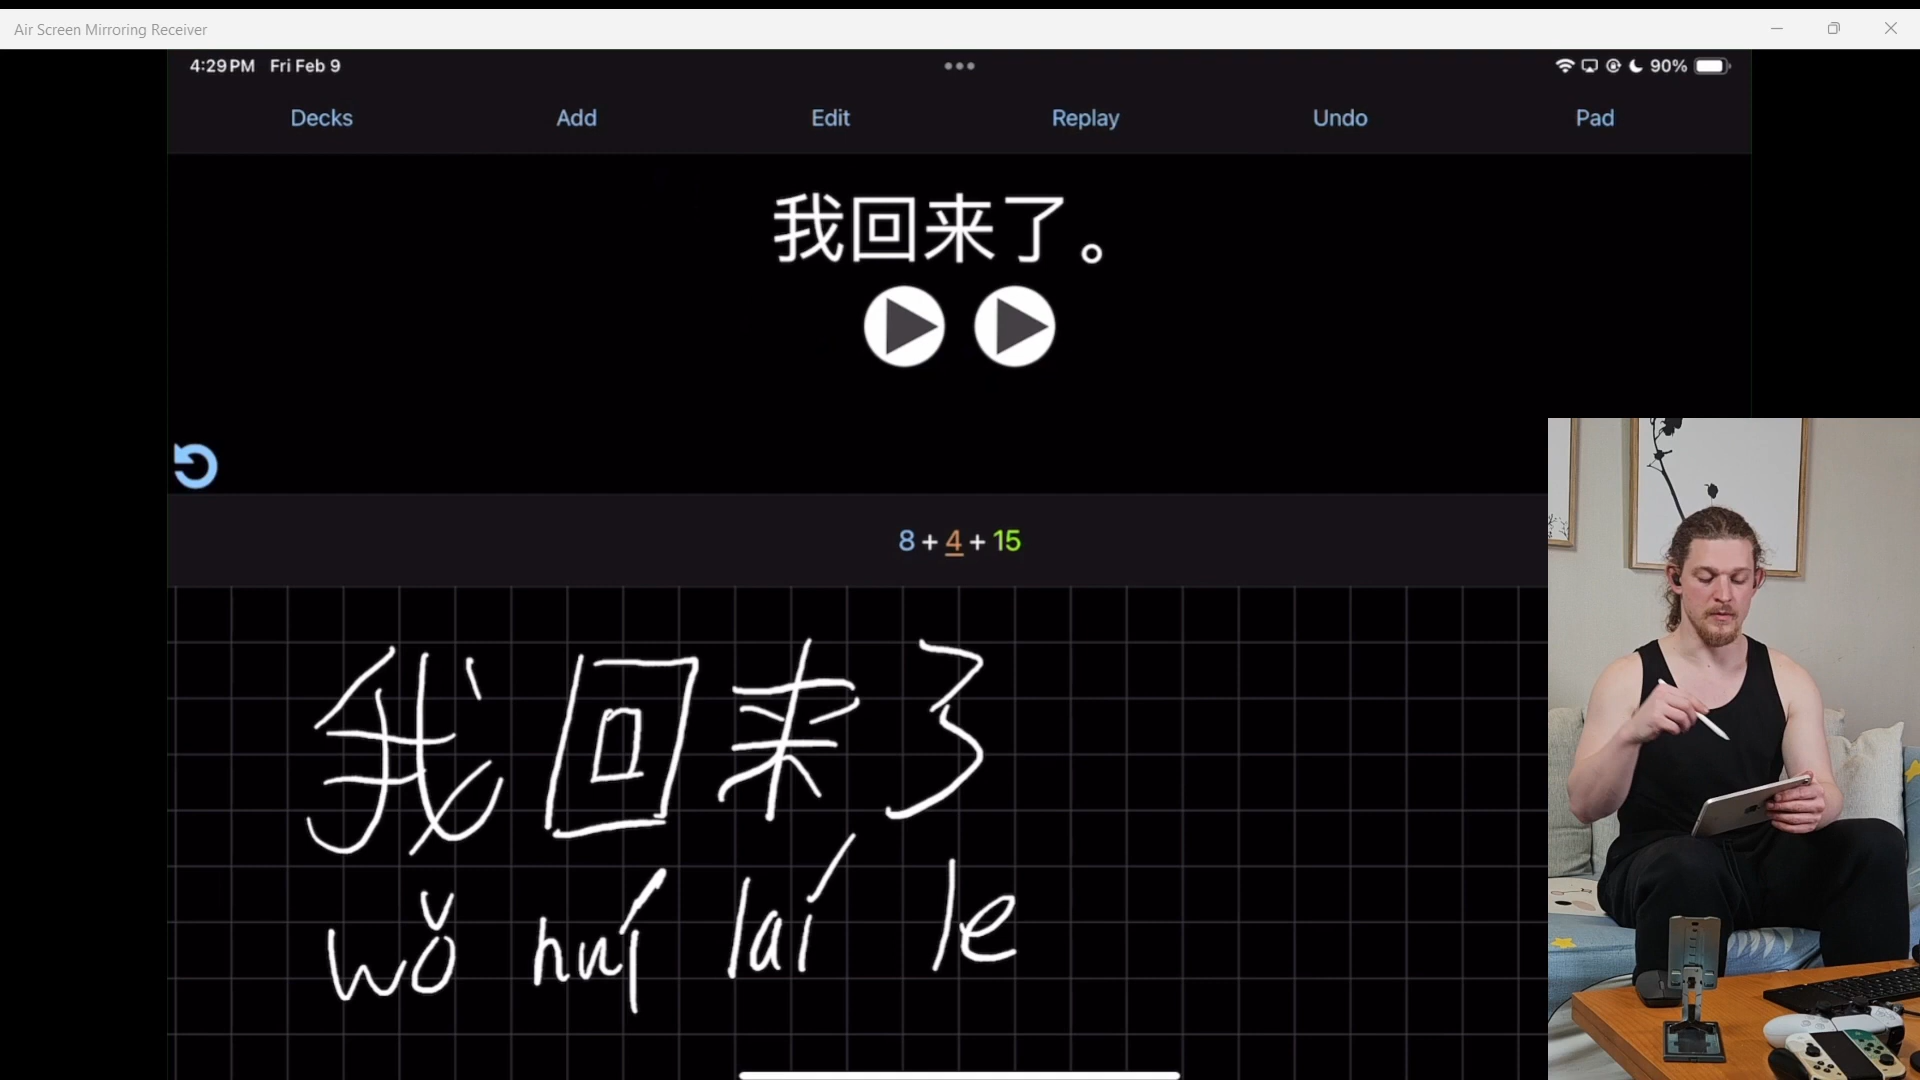 Air Screen Mirroring Receiver
4:29 PM Fri Feb 9
90%
Decks Add Edit Replay Undo Pad
我回来了。
8 + 4 + 15
我回来了
wǒ huí laí le